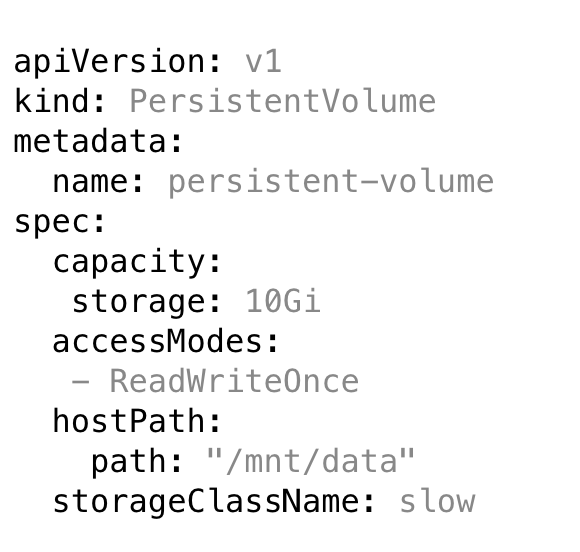 apiVersion: v1
kind: PersistentVolume
metadata:
  name: persistent-volume
spec:
  capacity:
   storage: 10Gi
  accessModes:
   - ReadWriteOnce
  hostPath:
    path: "/mnt/data"
  storageClassName: slow